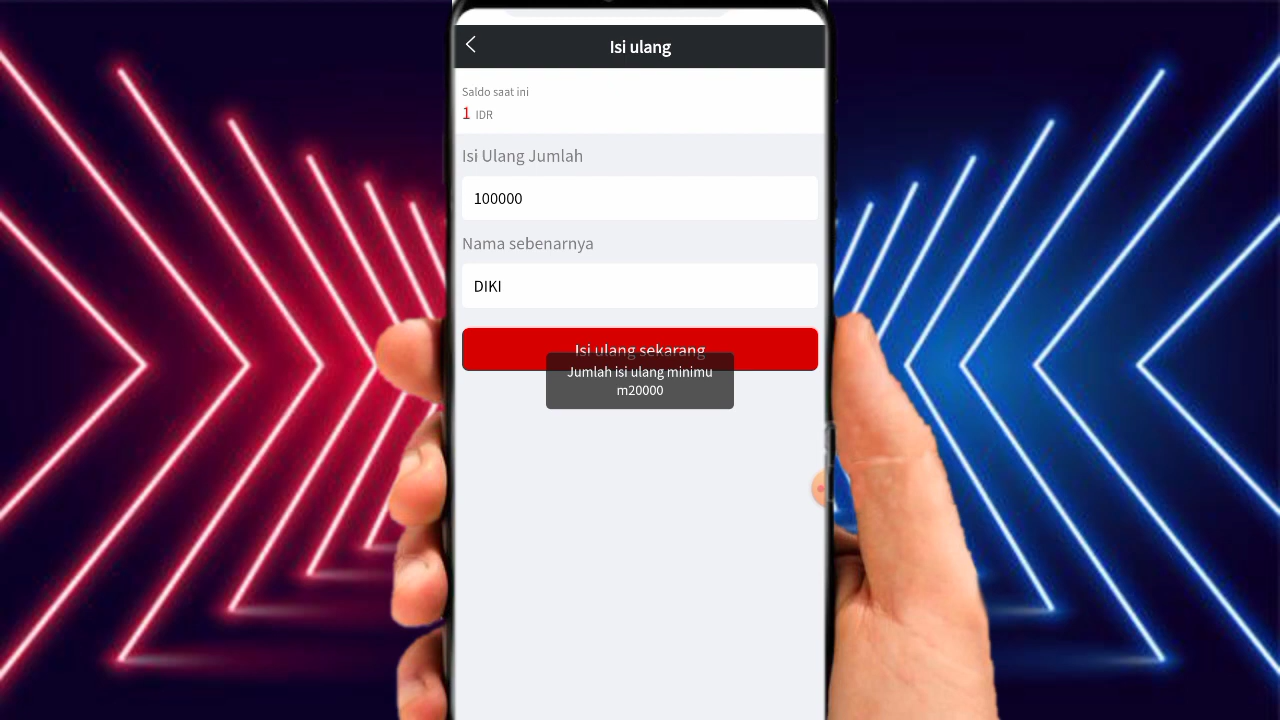 Isi ulang
Saldo saat ini
1 IDR
Isi Ulang Jumlah
100000
Nama sebenarnya
DIKI
Isi ulang sekarang
Jumlah isi ulang minimu
m20000